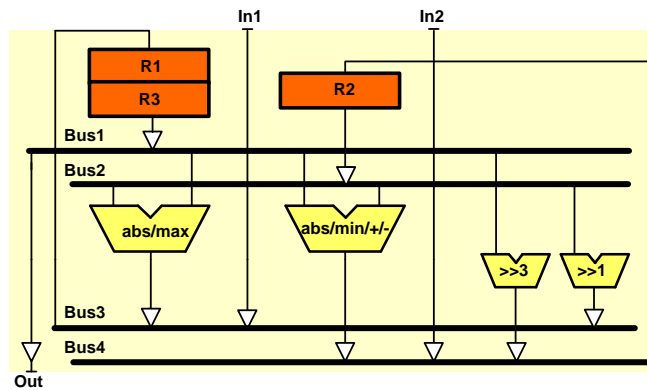 In1
In2
R1
R3
R2
Bus1
Bus2
abs/max
abs/min/+/-
>>3
>>1
Bus3
Bus4
Out